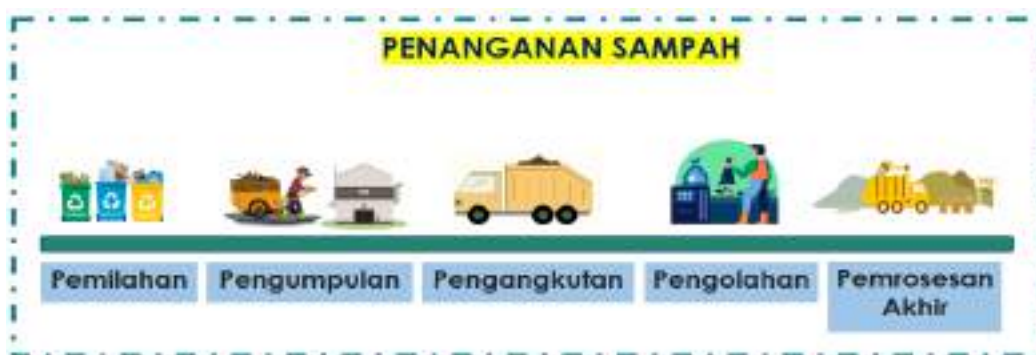 PENANGANAN SAMPAH
Pemilahan
Pengumpulan
Pengangkutan
Pengolahan
Pemrosesan
Akhir